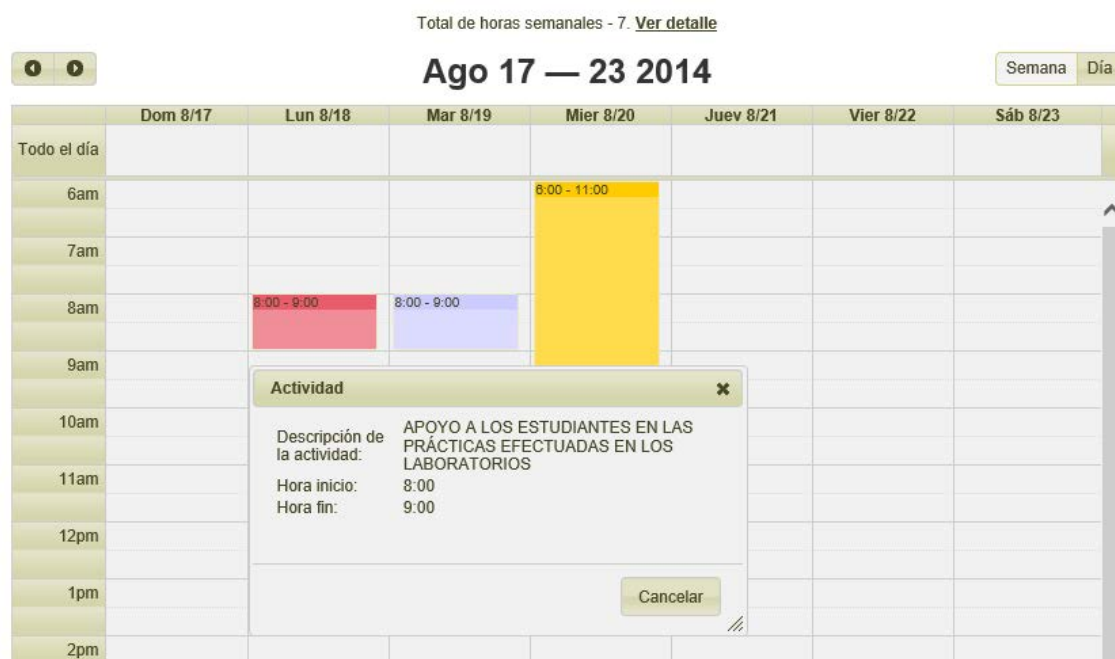 Total de horas semanales - 7. Ver detalle
Ago 17 — 23 2014
Semana Día
Dom 8/17 Lun 8/18 Mar 8/19 Mier 8/20 Juev 8/21 Vier 8/22 Sáb 8/23
Todo el día
6am 6:00 - 11:00
7am
8am 8:00 - 9:00 8:00 - 9:00
9am
Actividad
10am
Descripción de la actividad: APOYO A LOS ESTUDIANTES EN LAS
PRÁCTICAS EFECTUADAS EN LOS
LABORATORIOS
11am
Hora inicio: 8:00
Hora fin: 9:00
12pm
1pm
Cancelar
2pm